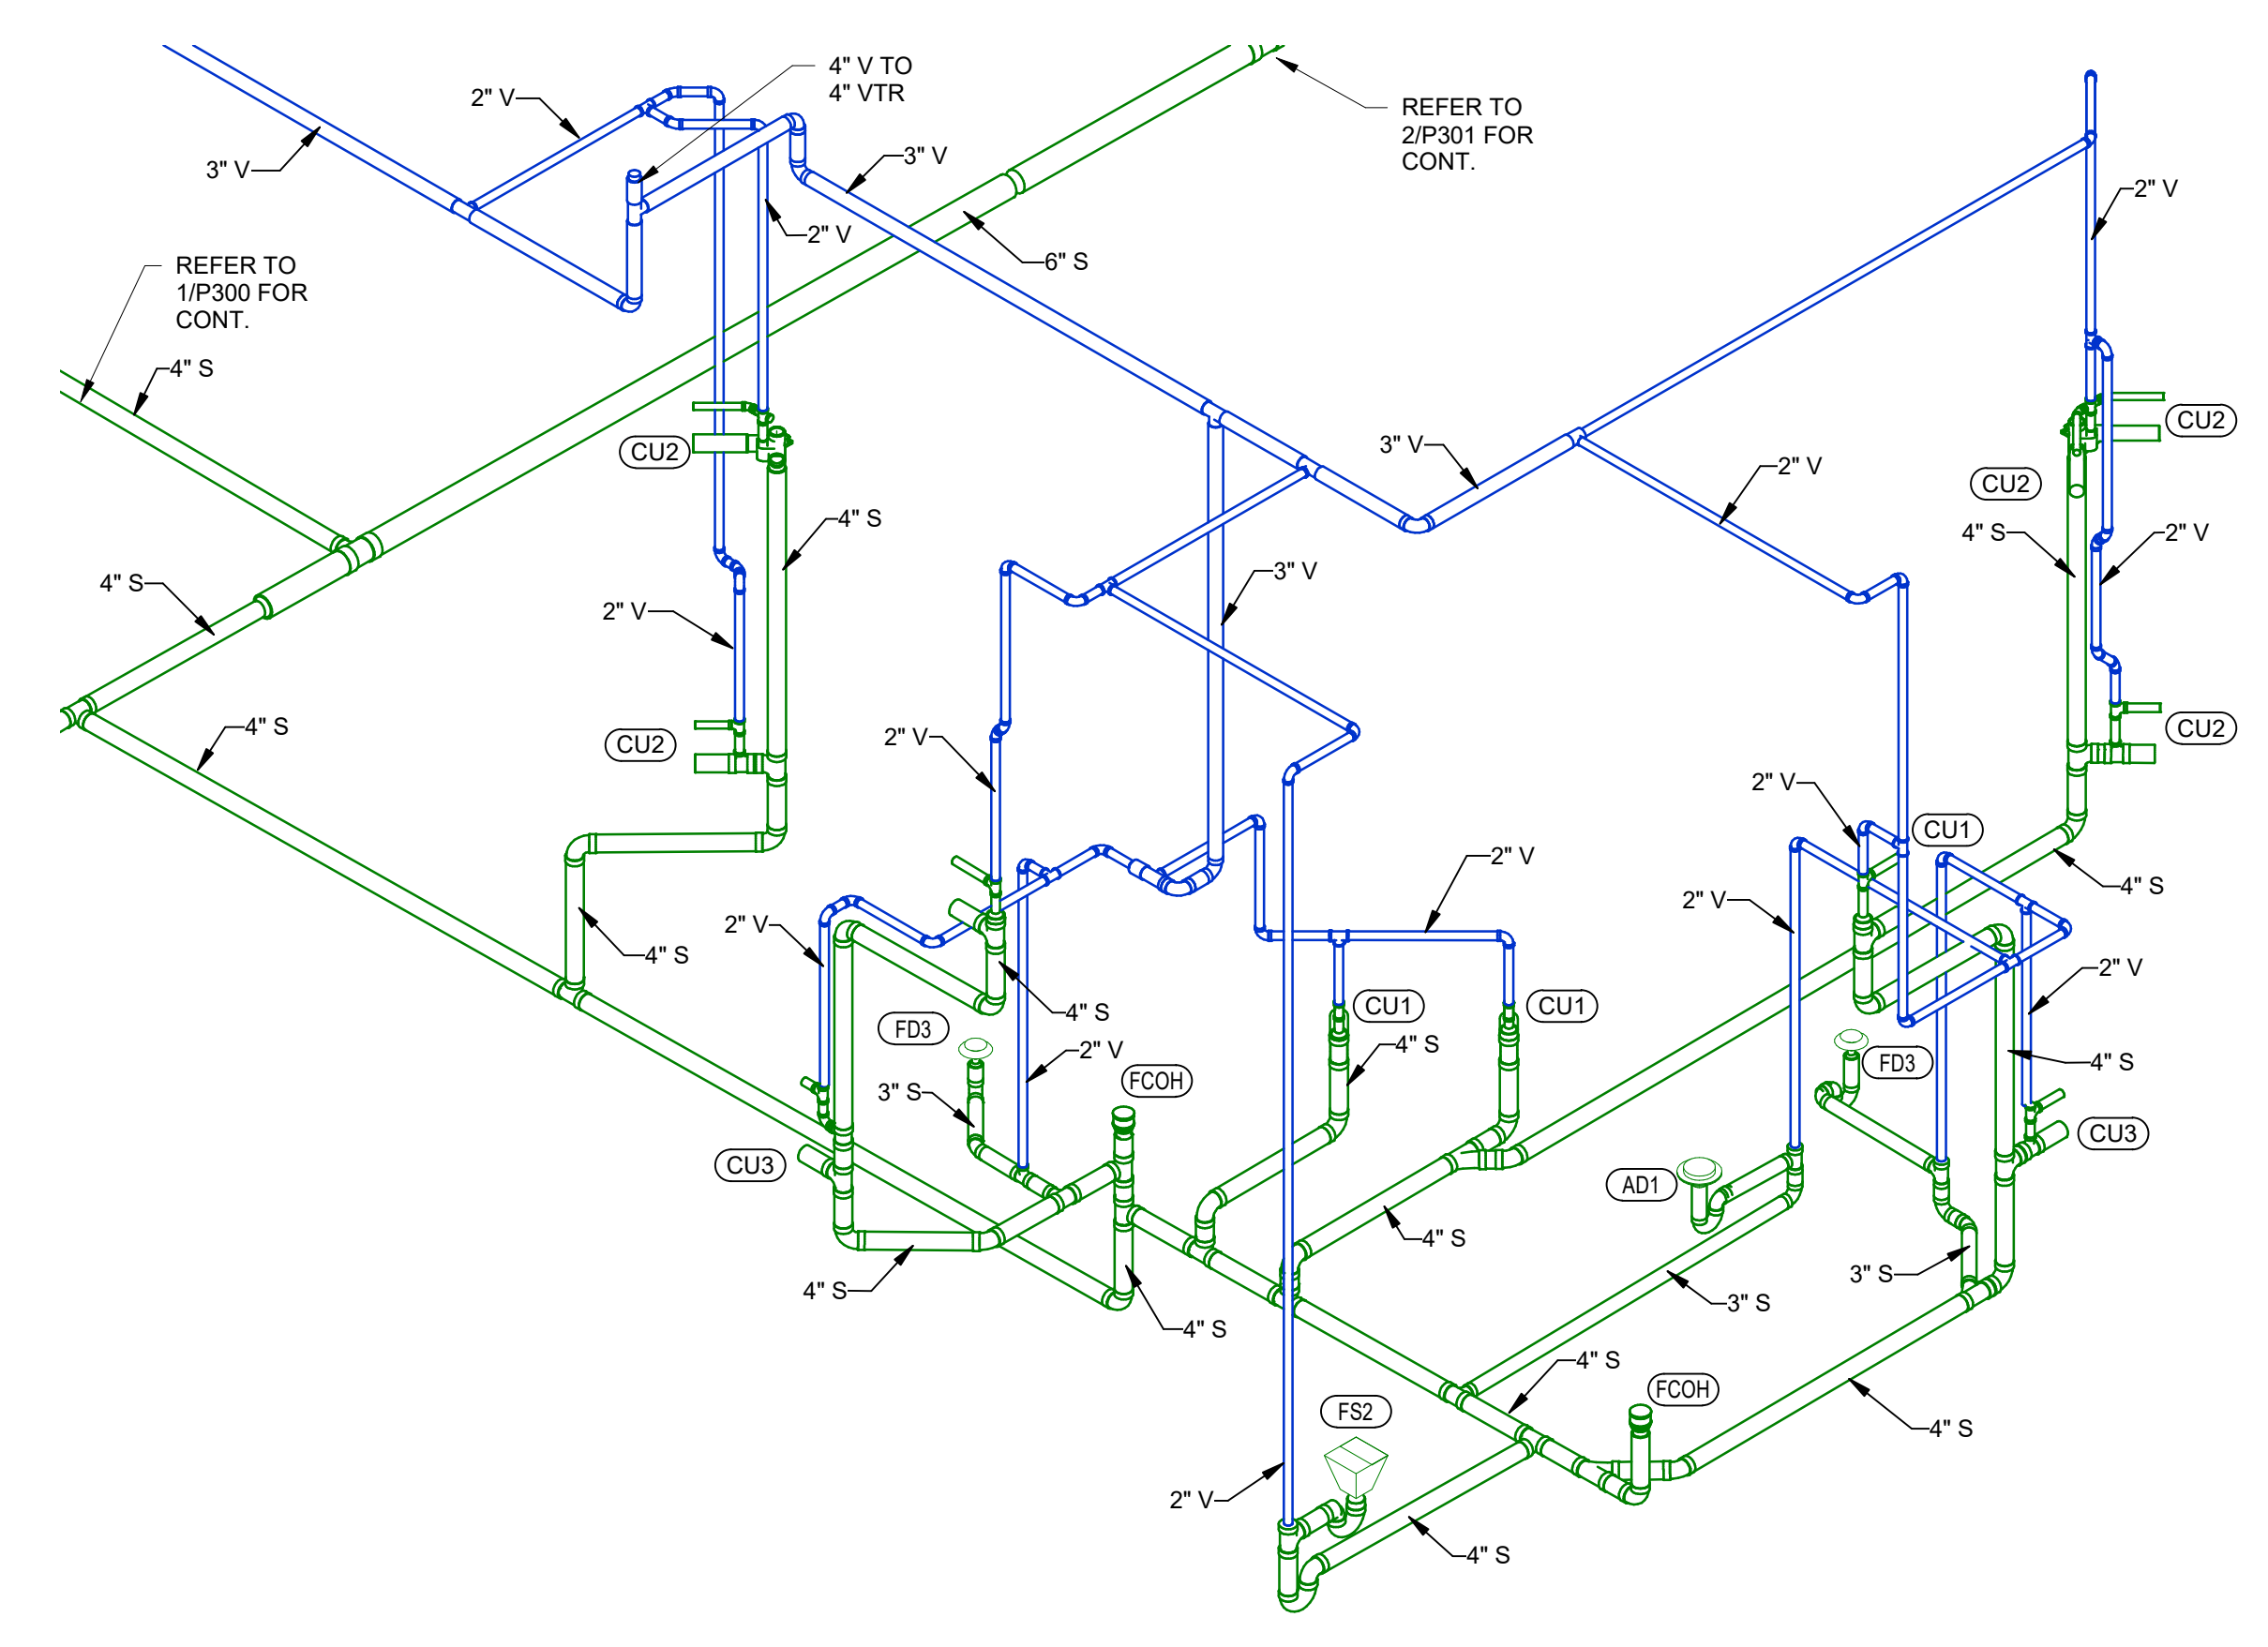 4" V TO
4" VTR
2" V
REFER TO
2/P301 FOR
CONT.
3" V
3" V
2" V
2" V
6" S
REFER TO
1/P300 FOR
CONT.
4" S
CU2
CU2
3" V
2" V
CU2
4" S
4" S
2" V
3" V
4" S
2" V
4" S
CU2
2" V
CU2
2" V
CU1
2" V
4" S
2" V
2" V
4" S
2" V
4" S
CU1
CU1
FD3
4" S
2" V
FCOH
3" S
FD3
4" S
CU3
CU3
AD1
4" S
4" S
3" S
3" S
4" S
4" S
FCOH
FS2
4" S
2" V
4" S